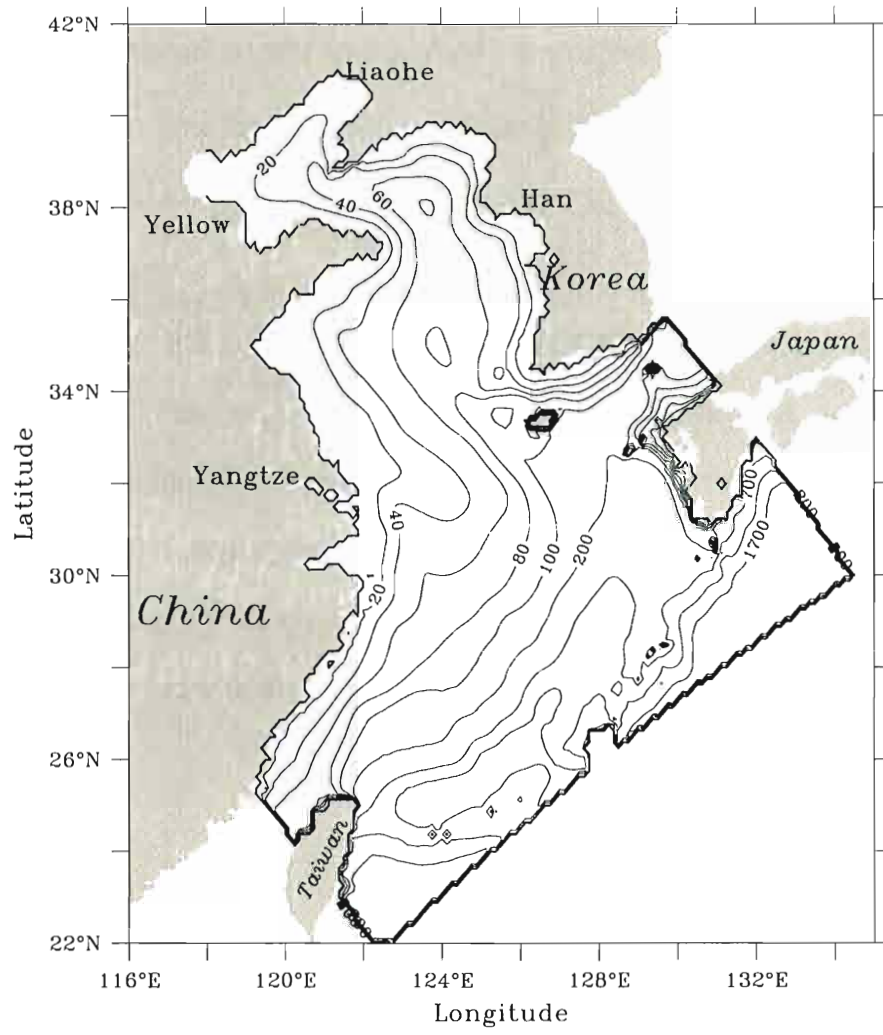 42°N
Liaohe
20
60
40
38°N
Han
Yellow
Korea
Japan
34°N
Latitude
Yangtze
700
40
80
100
200
1700
30°N
20
China
26°N
Taiwan
22°N
116°E
120°E
124°E
128°E
132°E
Longitude